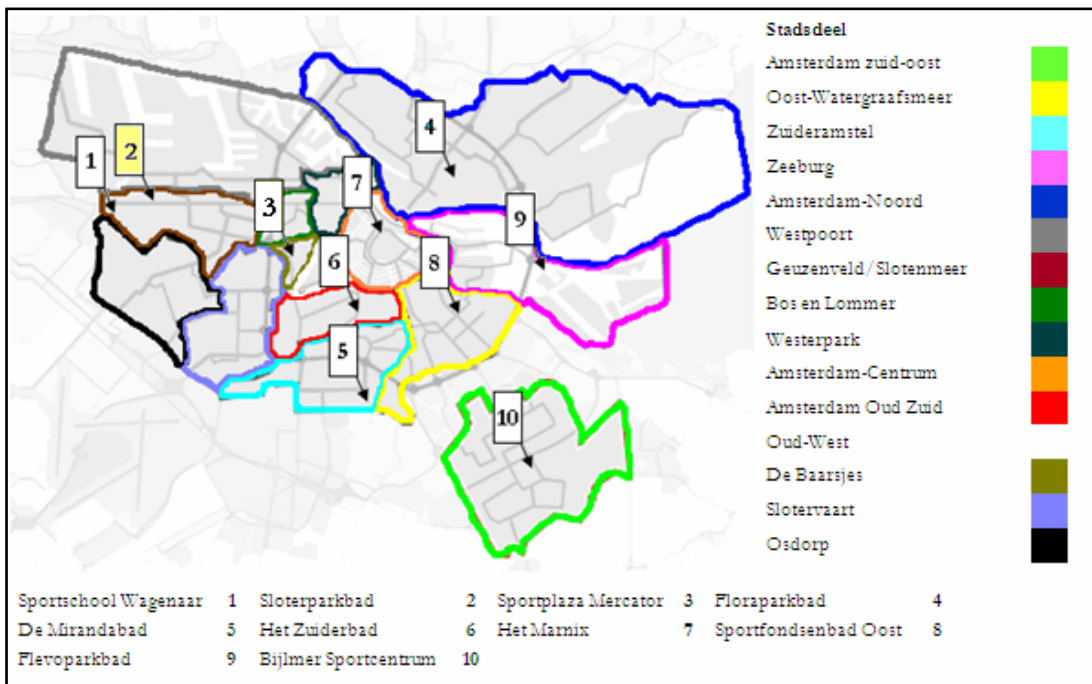 Stadsdeel
Amsterdam zuid-oost
Oost-Watergraafsmeer
Zuideramstel
Zeeburg
Amsterdam-Noord
Westpoort
Geuzenveld/Slotenmeer
Bos en Lommer
Westerpark
Amsterdam-Centrum
Amsterdam Oud Zuid
Oud-West
De Baarsjes
Slotervaart
Osdorp
4
1
2
7
3
9
6
8
5
10
Sportschool Wagenaar 1 Sloterparkbad 2 Sportplaza Mercator 3 Floraparkbad 4
De Mirandabad 5 Het Zuiderbad 6 Het Marnix 7 Sportfondsenbad Oost 8
Flevoparkbad 9 Bijlmer Sportcentrum 10